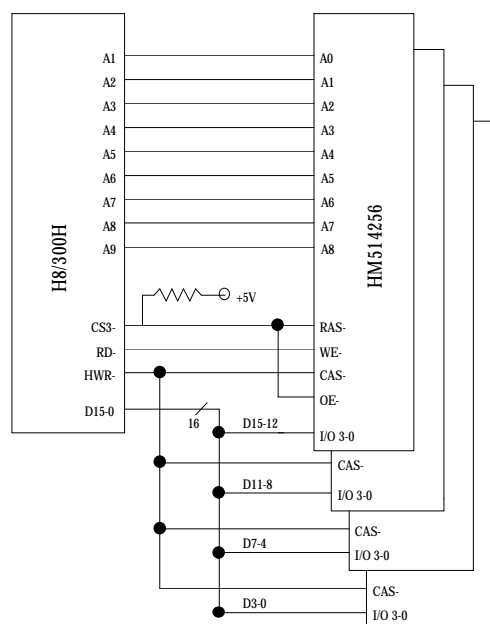 H8/300H
A1
A2
A3
A4
A5
A6
A7
A8
A9
CS3-
RD-
HWR-
D15-0
+5V
16
HM514256
A0
A1
A2
A3
A4
A5
A6
A7
A8
RAS-
WE-
CAS-
OE-
D15-12
I/O 3-0
CAS-
D11-8
I/O 3-0
CAS-
D7-4
I/O 3-0
CAS-
D3-0
I/O 3-0